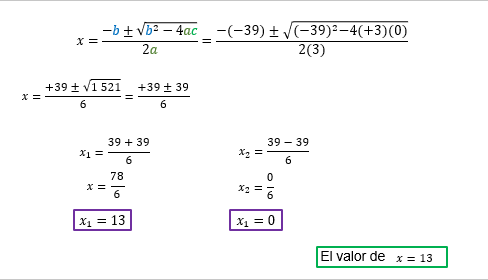 x = (−b ± √(b² − 4ac))/(2a) = (−(−39) ± √((−39)²−4(+3)(0)))/(2(3))
x = (+39 ± √(1 521))/6 = (+39 ± 39)/6
x₁ = (39 + 39)/6    x₂ = (39 − 39)/6
x = 78/6    x₂ = 0/6
x₁ = 13    x₁ = 0
El valor de x = 13